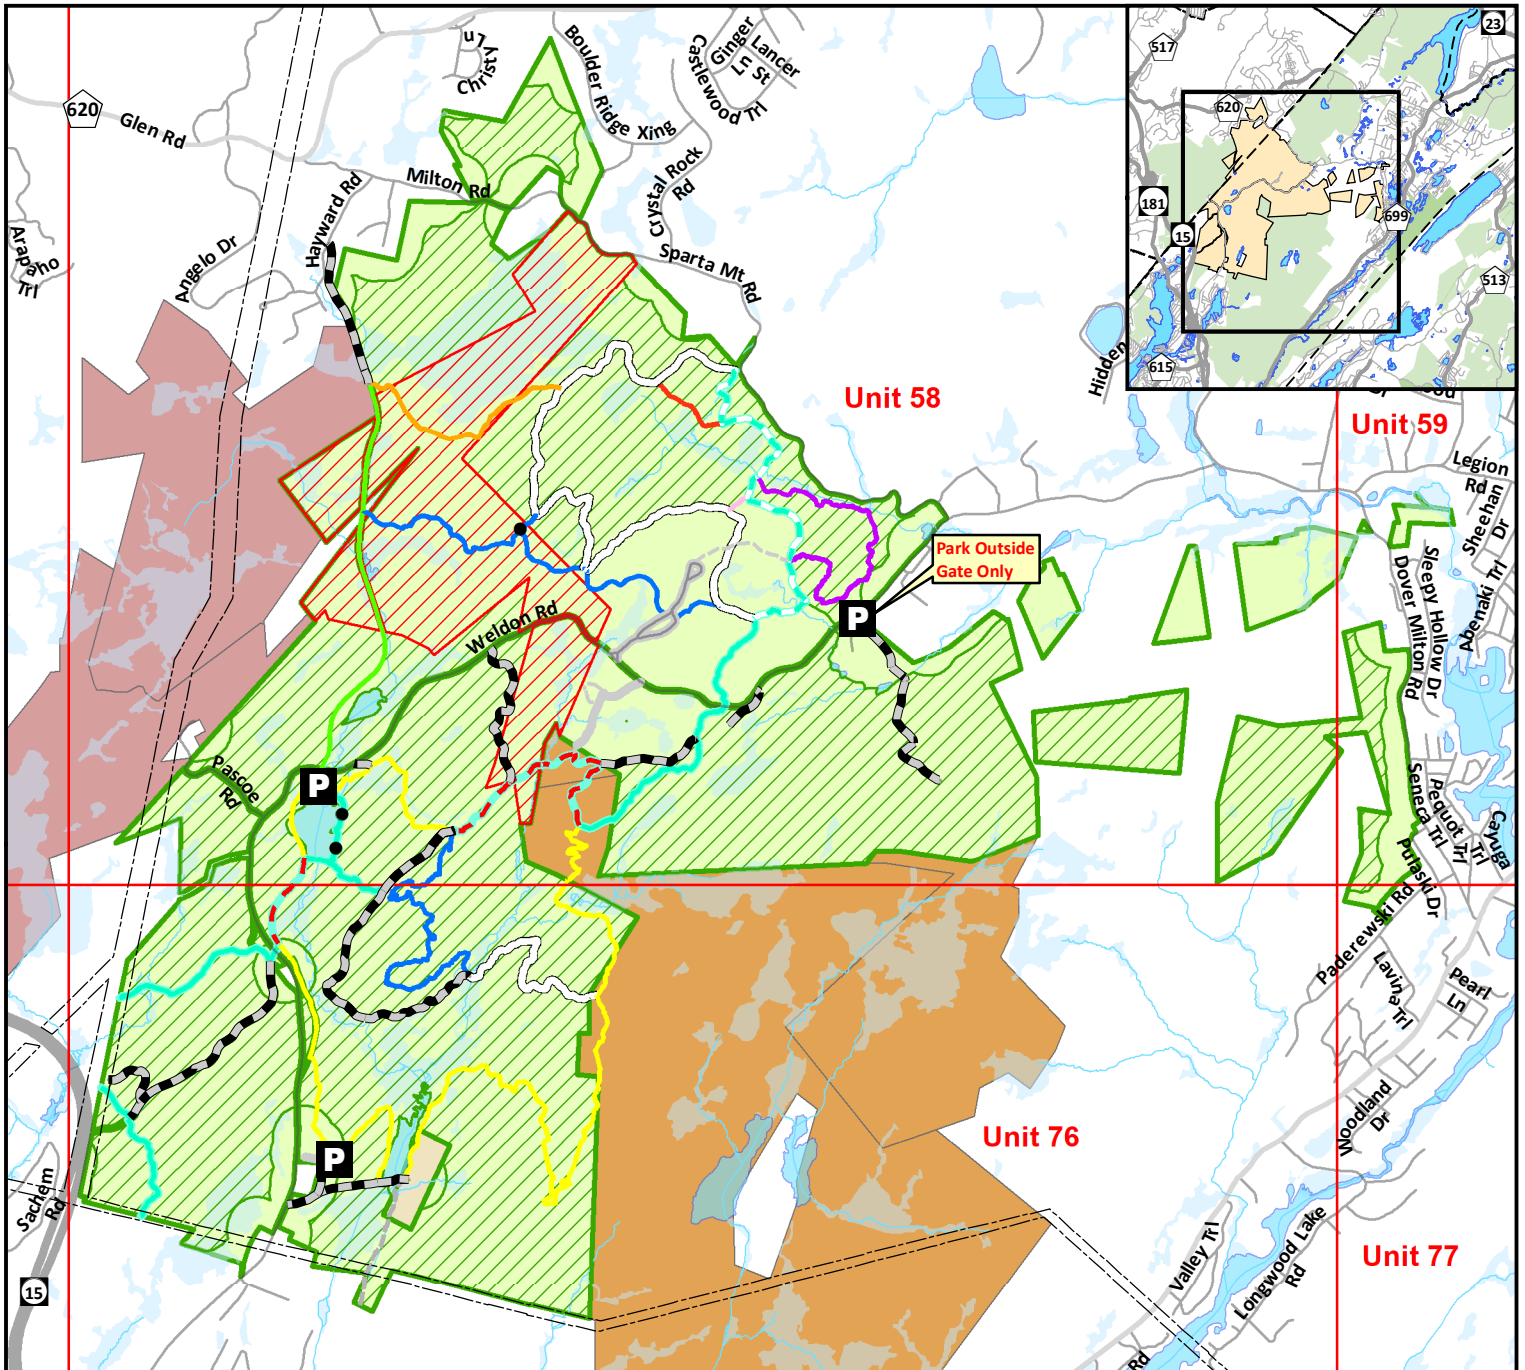 Christy
Ln
Boulder Ridge Xing
Ginger
Ln
Lancer
St
Castlewood Trl
620
Glen Rd
Milton Rd
Crystal Rock
Rd
Hayward Rd
Angelo Dr
Arapaho
Trl
Sparta Mt Rd
Hidden
517
23
620
181
15
699
513
615
Unit 58
Unit 59
Legion
Rd
Sheehan
Dr
Sleepy Hollow Dr
Dover Milton Rd
Abenaki Trl
Park Outside
Gate Only
P
Weldon Rd
Pascoe
Rd
P
Seneca Trl
Pequot
Trl
Trl
Cayuga
Pulaski Dr
Paderewski Rd
Lavina Trl
Pearl
Ln
Unit 76
Woodland
Dr
P
Sachem
Rd
15
Valley Trl
Longwood Lake
Rd
Unit 77
Rd